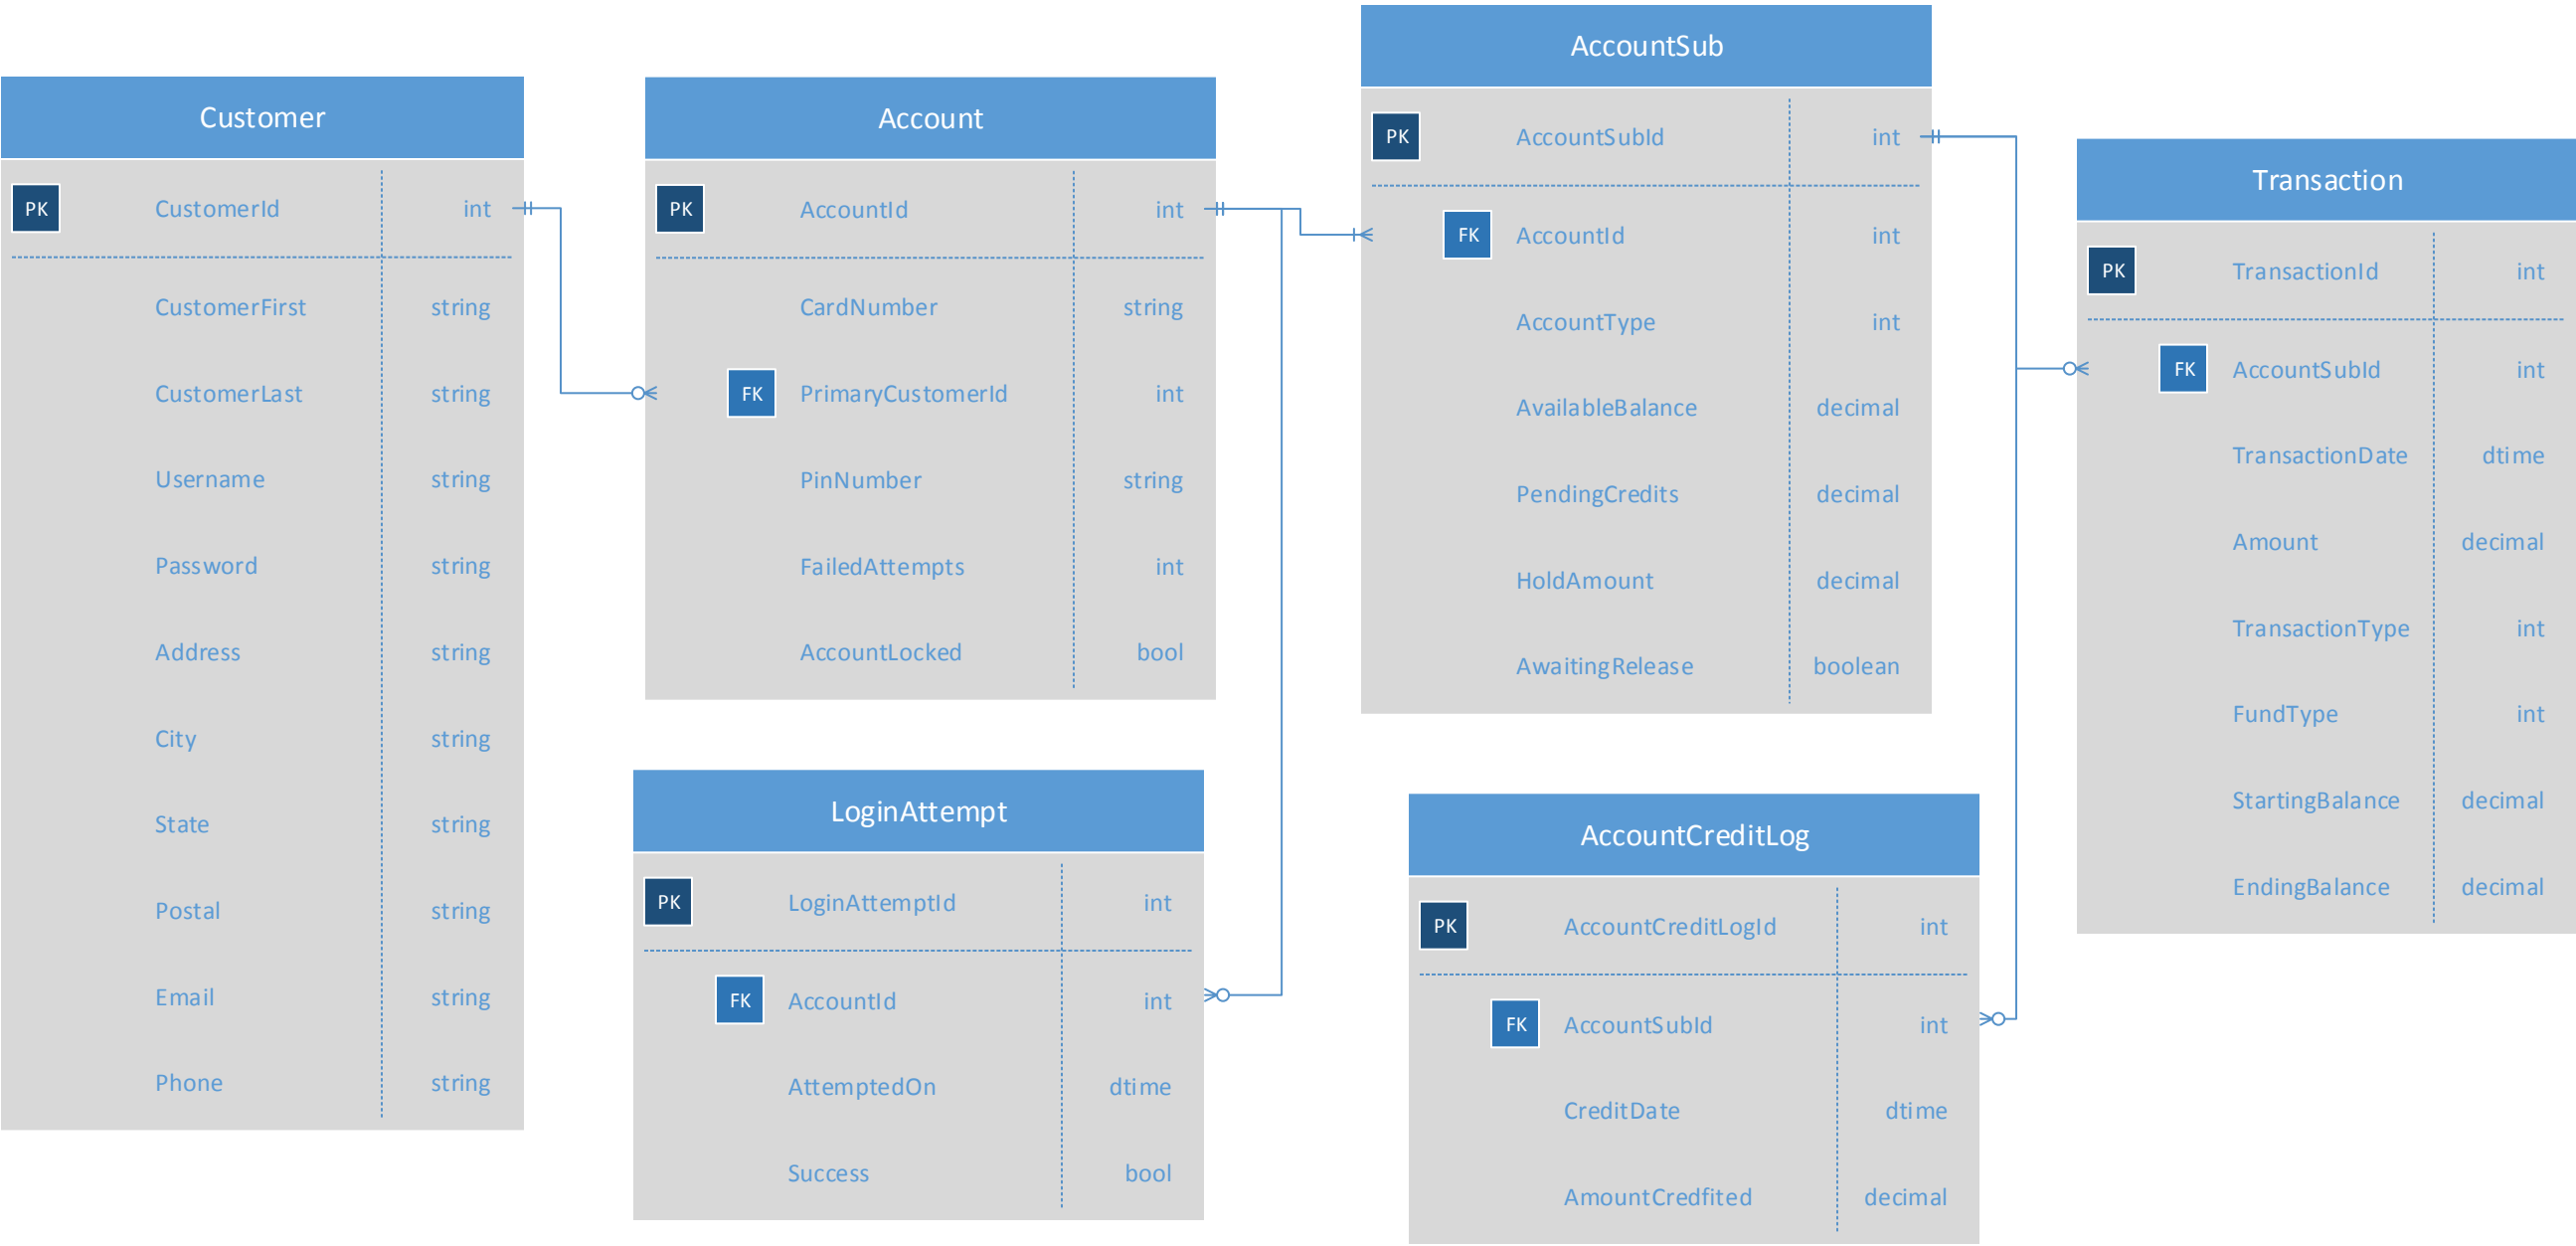 Customer
PK CustomerId int
CustomerFirst string
CustomerLast string
Username string
Password string
Address string
City string
State string
Postal string
Email string
Phone string
Account
PK AccountId int
CardNumber string
FK PrimaryCustomerId int
PinNumber string
FailedAttempts int
AccountLocked bool
LoginAttempt
PK LoginAttemptId int
FK AccountId int
AttemptedOn dtime
Success bool
AccountSub
PK AccountSubId int
FK AccountId int
AccountType int
AvailableBalance decimal
PendingCredits decimal
HoldAmount decimal
AwaitingRelease boolean
AccountCreditLog
PK AccountCreditLogId int
FK AccountSubId int
CreditDate dtime
AmountCredfited decimal
Transaction
PK TransactionId int
FK AccountSubId int
TransactionDate dtime
Amount decimal
TransactionType int
FundType int
StartingBalance decimal
EndingBalance decimal